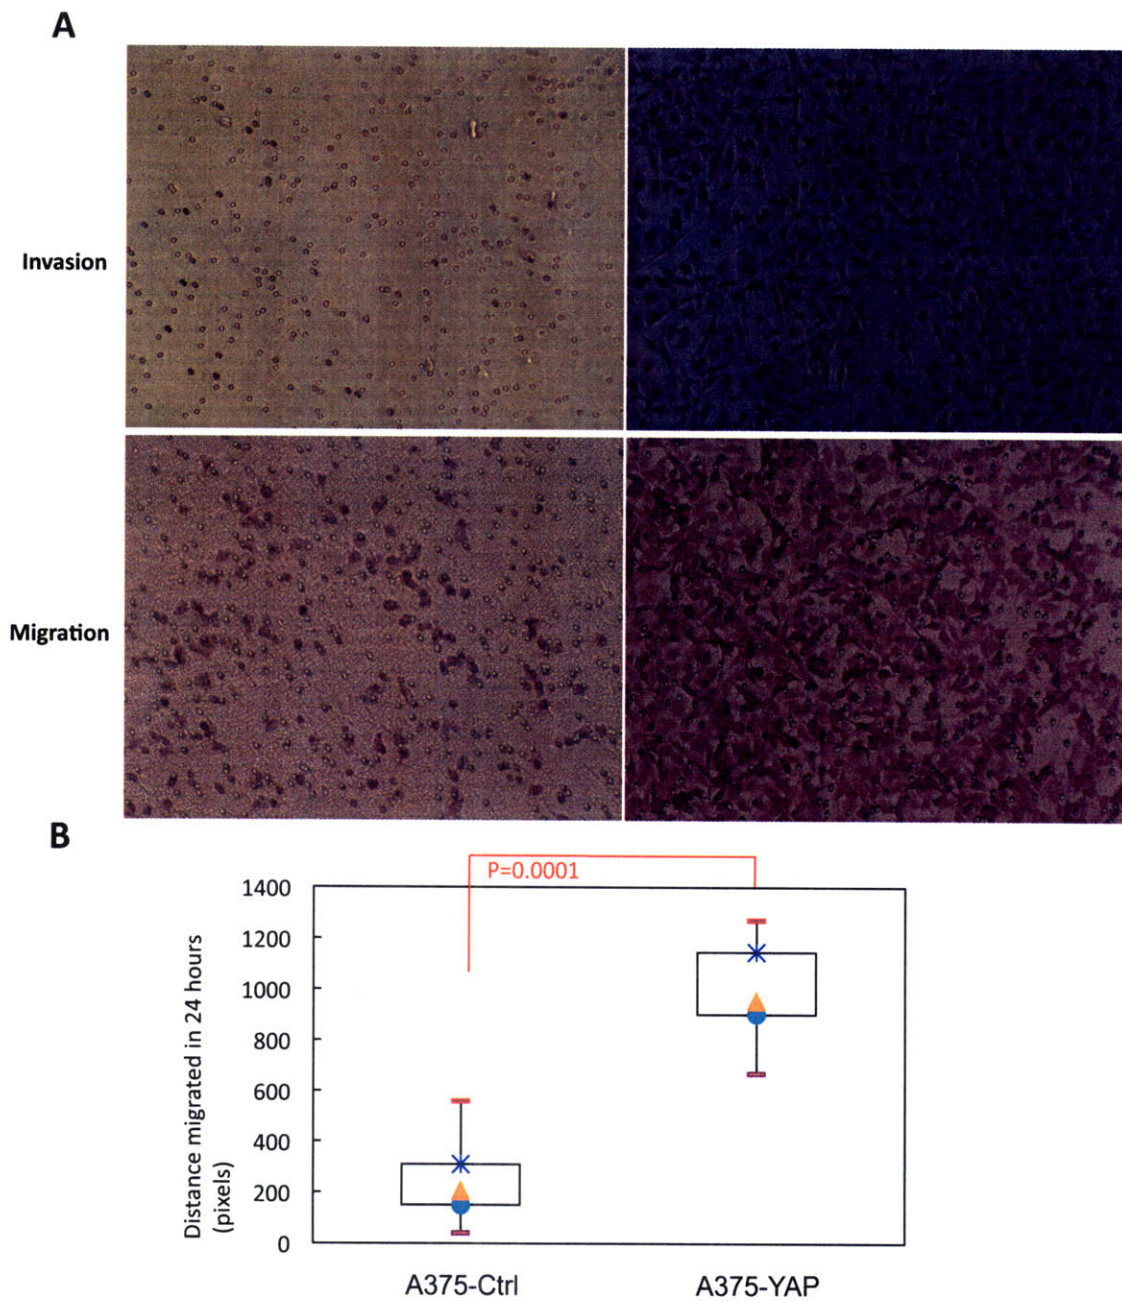 A
Invasion
Migration
B
P=0.0001
1400
1200
1000
800
600
400
200
0
Distance migrated in 24 hours
(pixels)
A375-Ctrl
A375-YAP